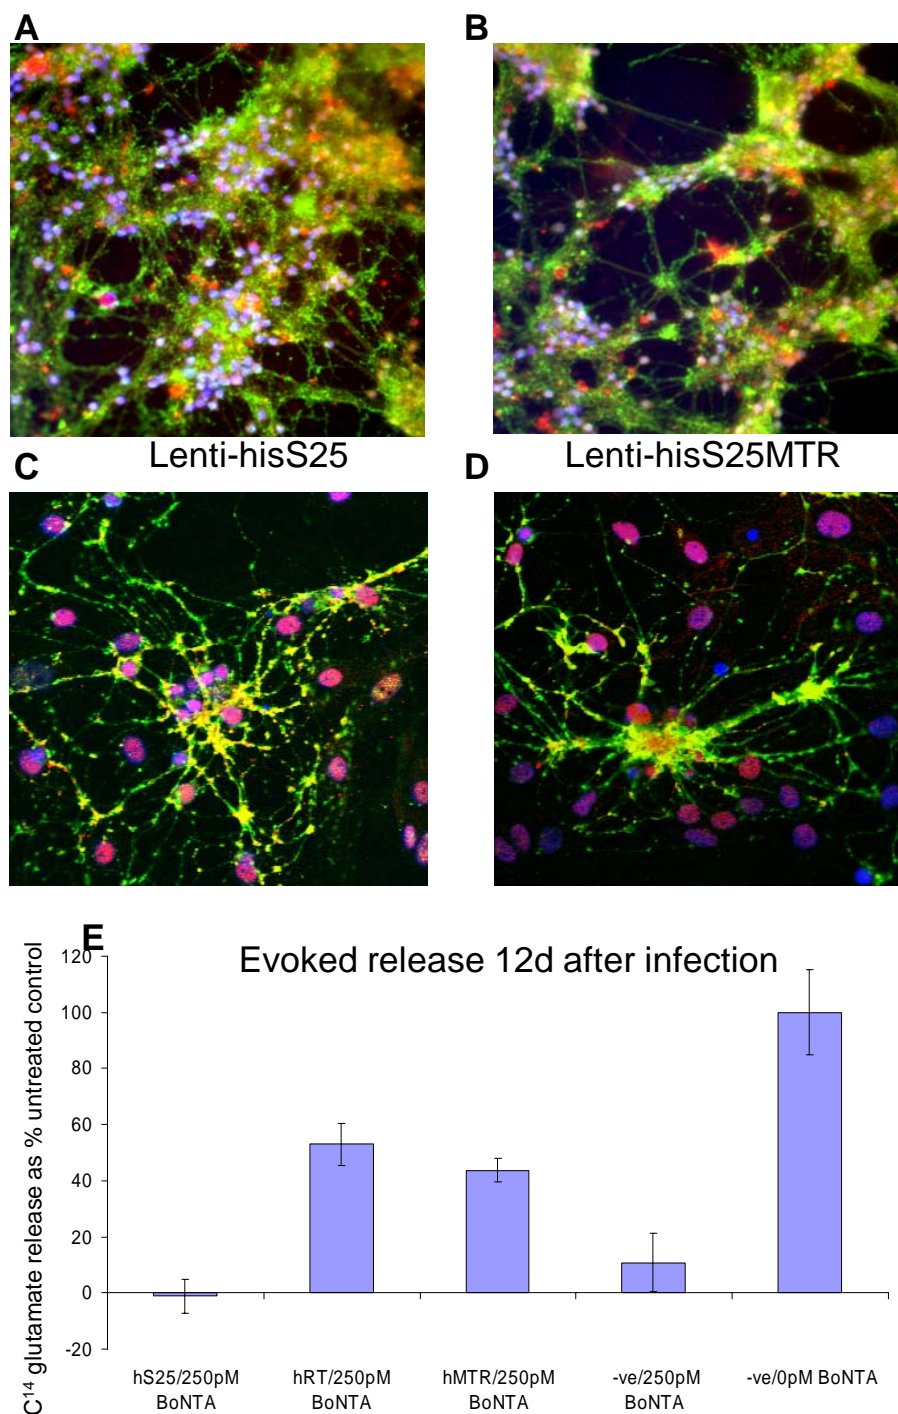 A
B
Lenti-hisS25
Lenti-hisS25MTR
C
D
E
Evoked release 12d after infection
C14 glutamate release as % untreated control
120
100
80
60
40
20
0
-20
hS25/250pM BoNTA
hRT/250pM BoNTA
hMTR/250pM BoNTA
-ve/250pM BoNTA
-ve/0pM BoNTA